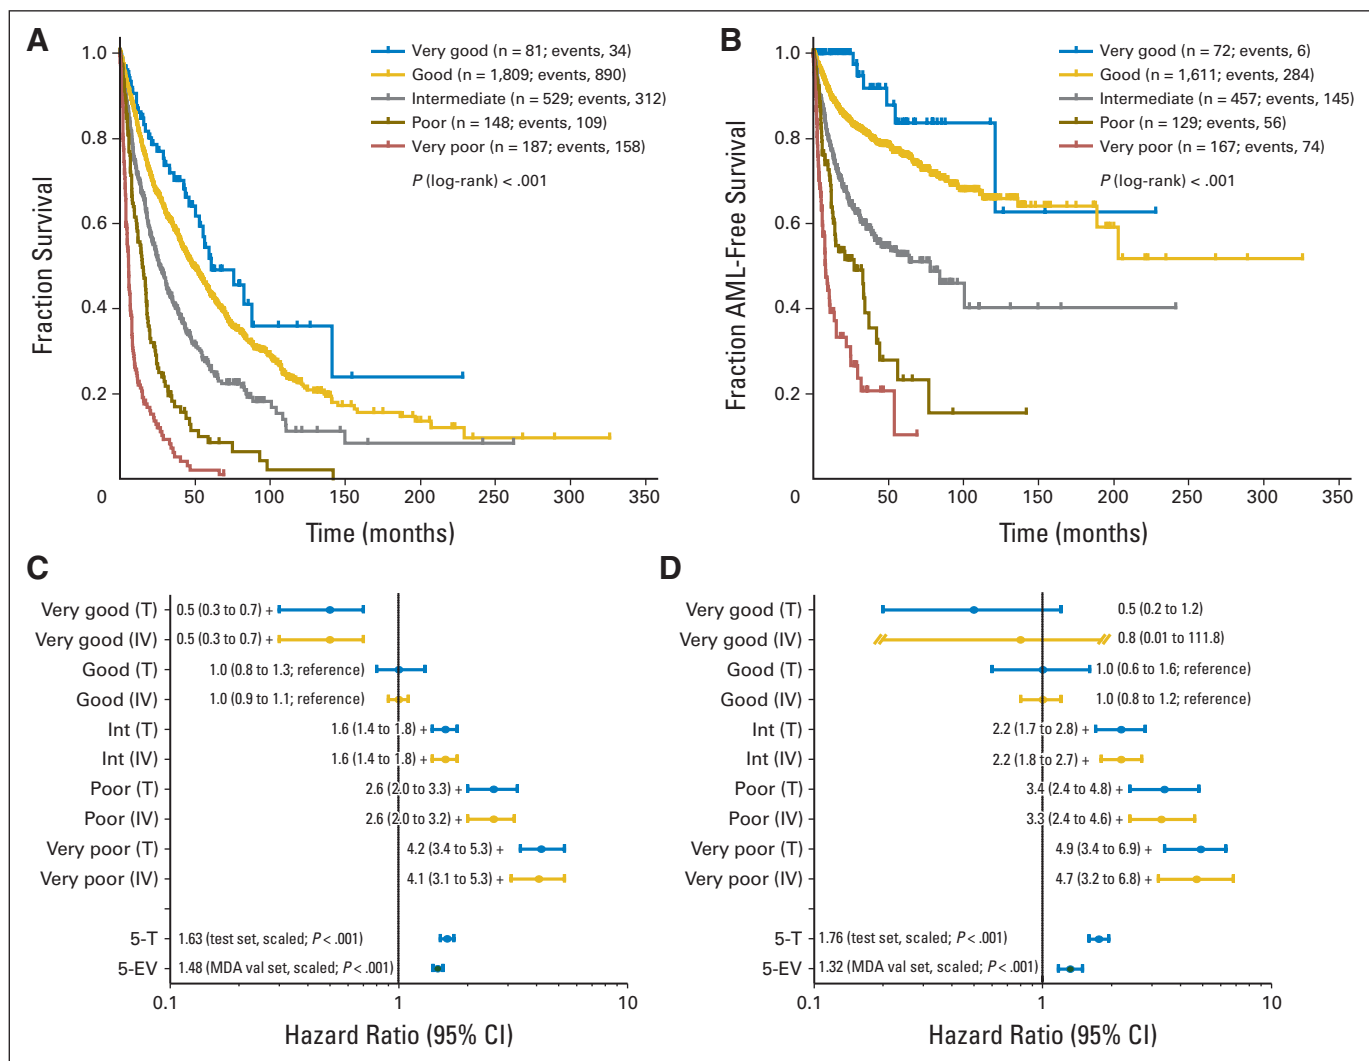 A
Very good (n = 81; events, 34)
Good (n = 1,809; events, 890)
Intermediate (n = 529; events, 312)
Poor (n = 148; events, 109)
Very poor (n = 187; events, 158)
P (log-rank) < .001
1.0
0.8
0.6
0.4
0.2
0
50
100
150
200
250
300
350
Fraction Survival
Time (months)
B
Very good (n = 72; events, 6)
Good (n = 1,611; events, 284)
Intermediate (n = 457; events, 145)
Poor (n = 129; events, 56)
Very poor (n = 167; events, 74)
P (log-rank) < .001
1.0
0.8
0.6
0.4
0.2
0
50
100
150
200
250
300
350
Fraction AML-Free Survival
Time (months)
C
Very good (T) 0.5 (0.3 to 0.7) +
Very good (IV) 0.5 (0.3 to 0.7) +
Good (T) 1.0 (0.8 to 1.3; reference)
Good (IV) 1.0 (0.9 to 1.1; reference)
Int (T) 1.6 (1.4 to 1.8) +
Int (IV) 1.6 (1.4 to 1.8) +
Poor (T) 2.6 (2.0 to 3.3) +
Poor (IV) 2.6 (2.0 to 3.2) +
Very poor (T) 4.2 (3.4 to 5.3) +
Very poor (IV) 4.1 (3.1 to 5.3) +
5-T 1.63 (test set, scaled; P < .001)
5-EV 1.48 (MDA val set, scaled; P < .001)
0.1 1 10
Hazard Ratio (95% CI)
D
Very good (T) 0.5 (0.2 to 1.2)
Very good (IV) 0.8 (0.01 to 111.8)
Good (T) 1.0 (0.6 to 1.6; reference)
Good (IV) 1.0 (0.8 to 1.2; reference)
Int (T) 2.2 (1.7 to 2.8) +
Int (IV) 2.2 (1.8 to 2.7) +
Poor (T) 3.4 (2.4 to 4.8) +
Poor (IV) 3.3 (2.4 to 4.6) +
Very poor (T) 4.9 (3.4 to 6.9) +
Very poor (IV) 4.7 (3.2 to 6.8) +
5-T 1.76 (test set, scaled; P < .001)
5-EV 1.32 (MDA val set, scaled; P < .001)
0.1 1 10
Hazard Ratio (95% CI)